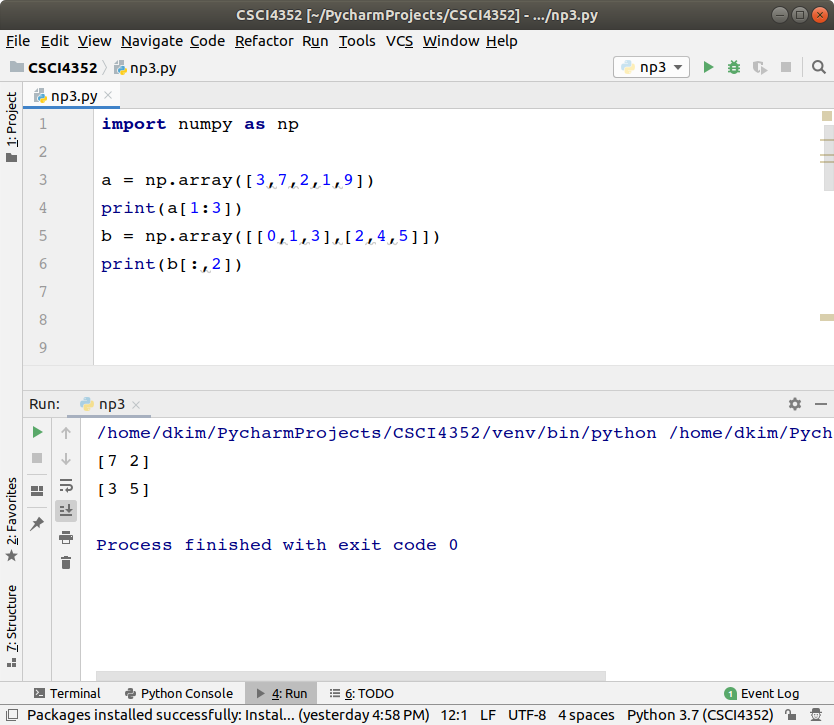 CSCI4352 [~/PycharmProjects/CSCI4352] - .../np3.py
File Edit View Navigate Code Refactor Run Tools VCS Window Help
CSCI4352 np3.py np3
1: Project
np3.py
1 import numpy as np
2
3 a = np.array([3,7,2,1,9])
4 print(a[1:3])
5 b = np.array([[0,1,3],[2,4,5]])
6 print(b[:,2])
7
8
9
Run: np3
/home/dkim/PycharmProjects/CSCI4352/venv/bin/python /home/dkim/Pych
[7 2]
[3 5]
Process finished with exit code 0
2: Favorites
7: Structure
Terminal Python Console 4: Run 6: TODO 1 Event Log
Packages installed successfully: Instal... (yesterday 4:58 PM) 12:1 LF UTF-8 4 spaces Python 3.7 (CSCI4352)